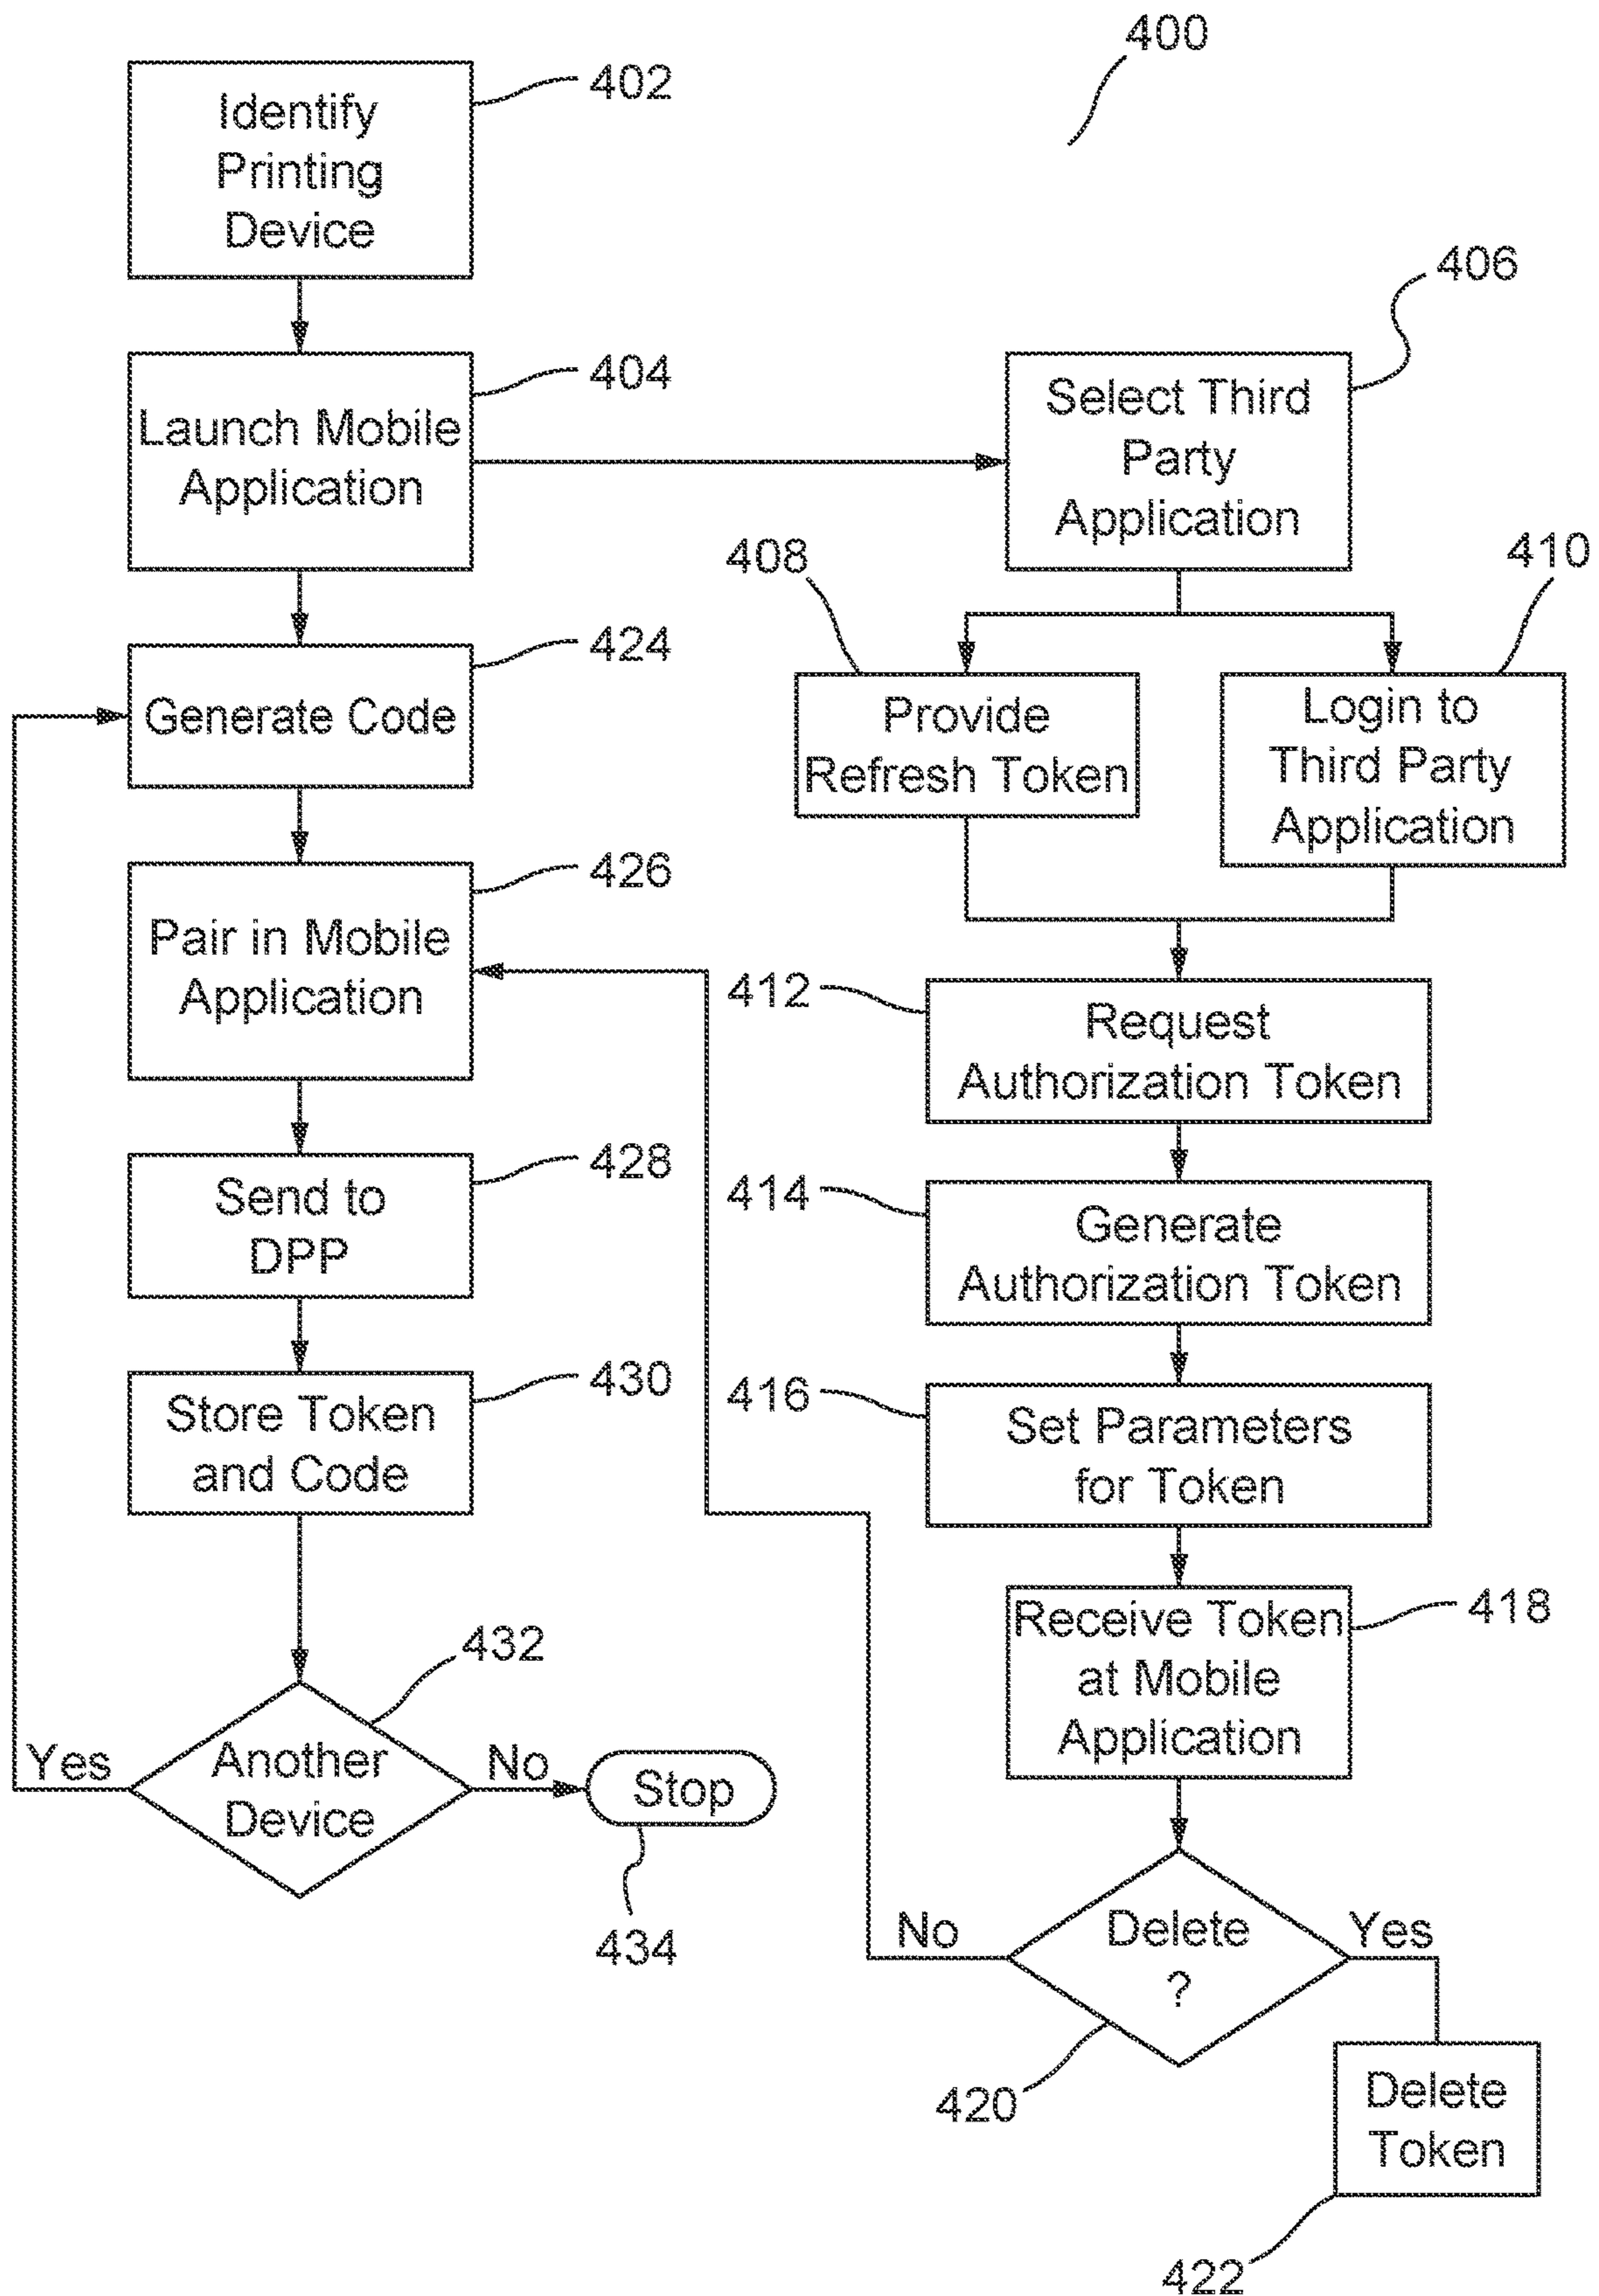 400
402
Identify
Printing
Device
404
Launch Mobile
Application
406
Select Third
Party
Application
408
Provide
Refresh Token
410
Login to
Third Party
Application
412
Request
Authorization Token
414
Generate
Authorization Token
416
Set Parameters
for Token
418
Receive Token
at Mobile
Application
420
Delete
?
No
Yes
422
Delete
Token
424
Generate Code
426
Pair in Mobile
Application
428
Send to
DPP
430
Store Token
and Code
432
Another
Device
Yes
No
Stop
434